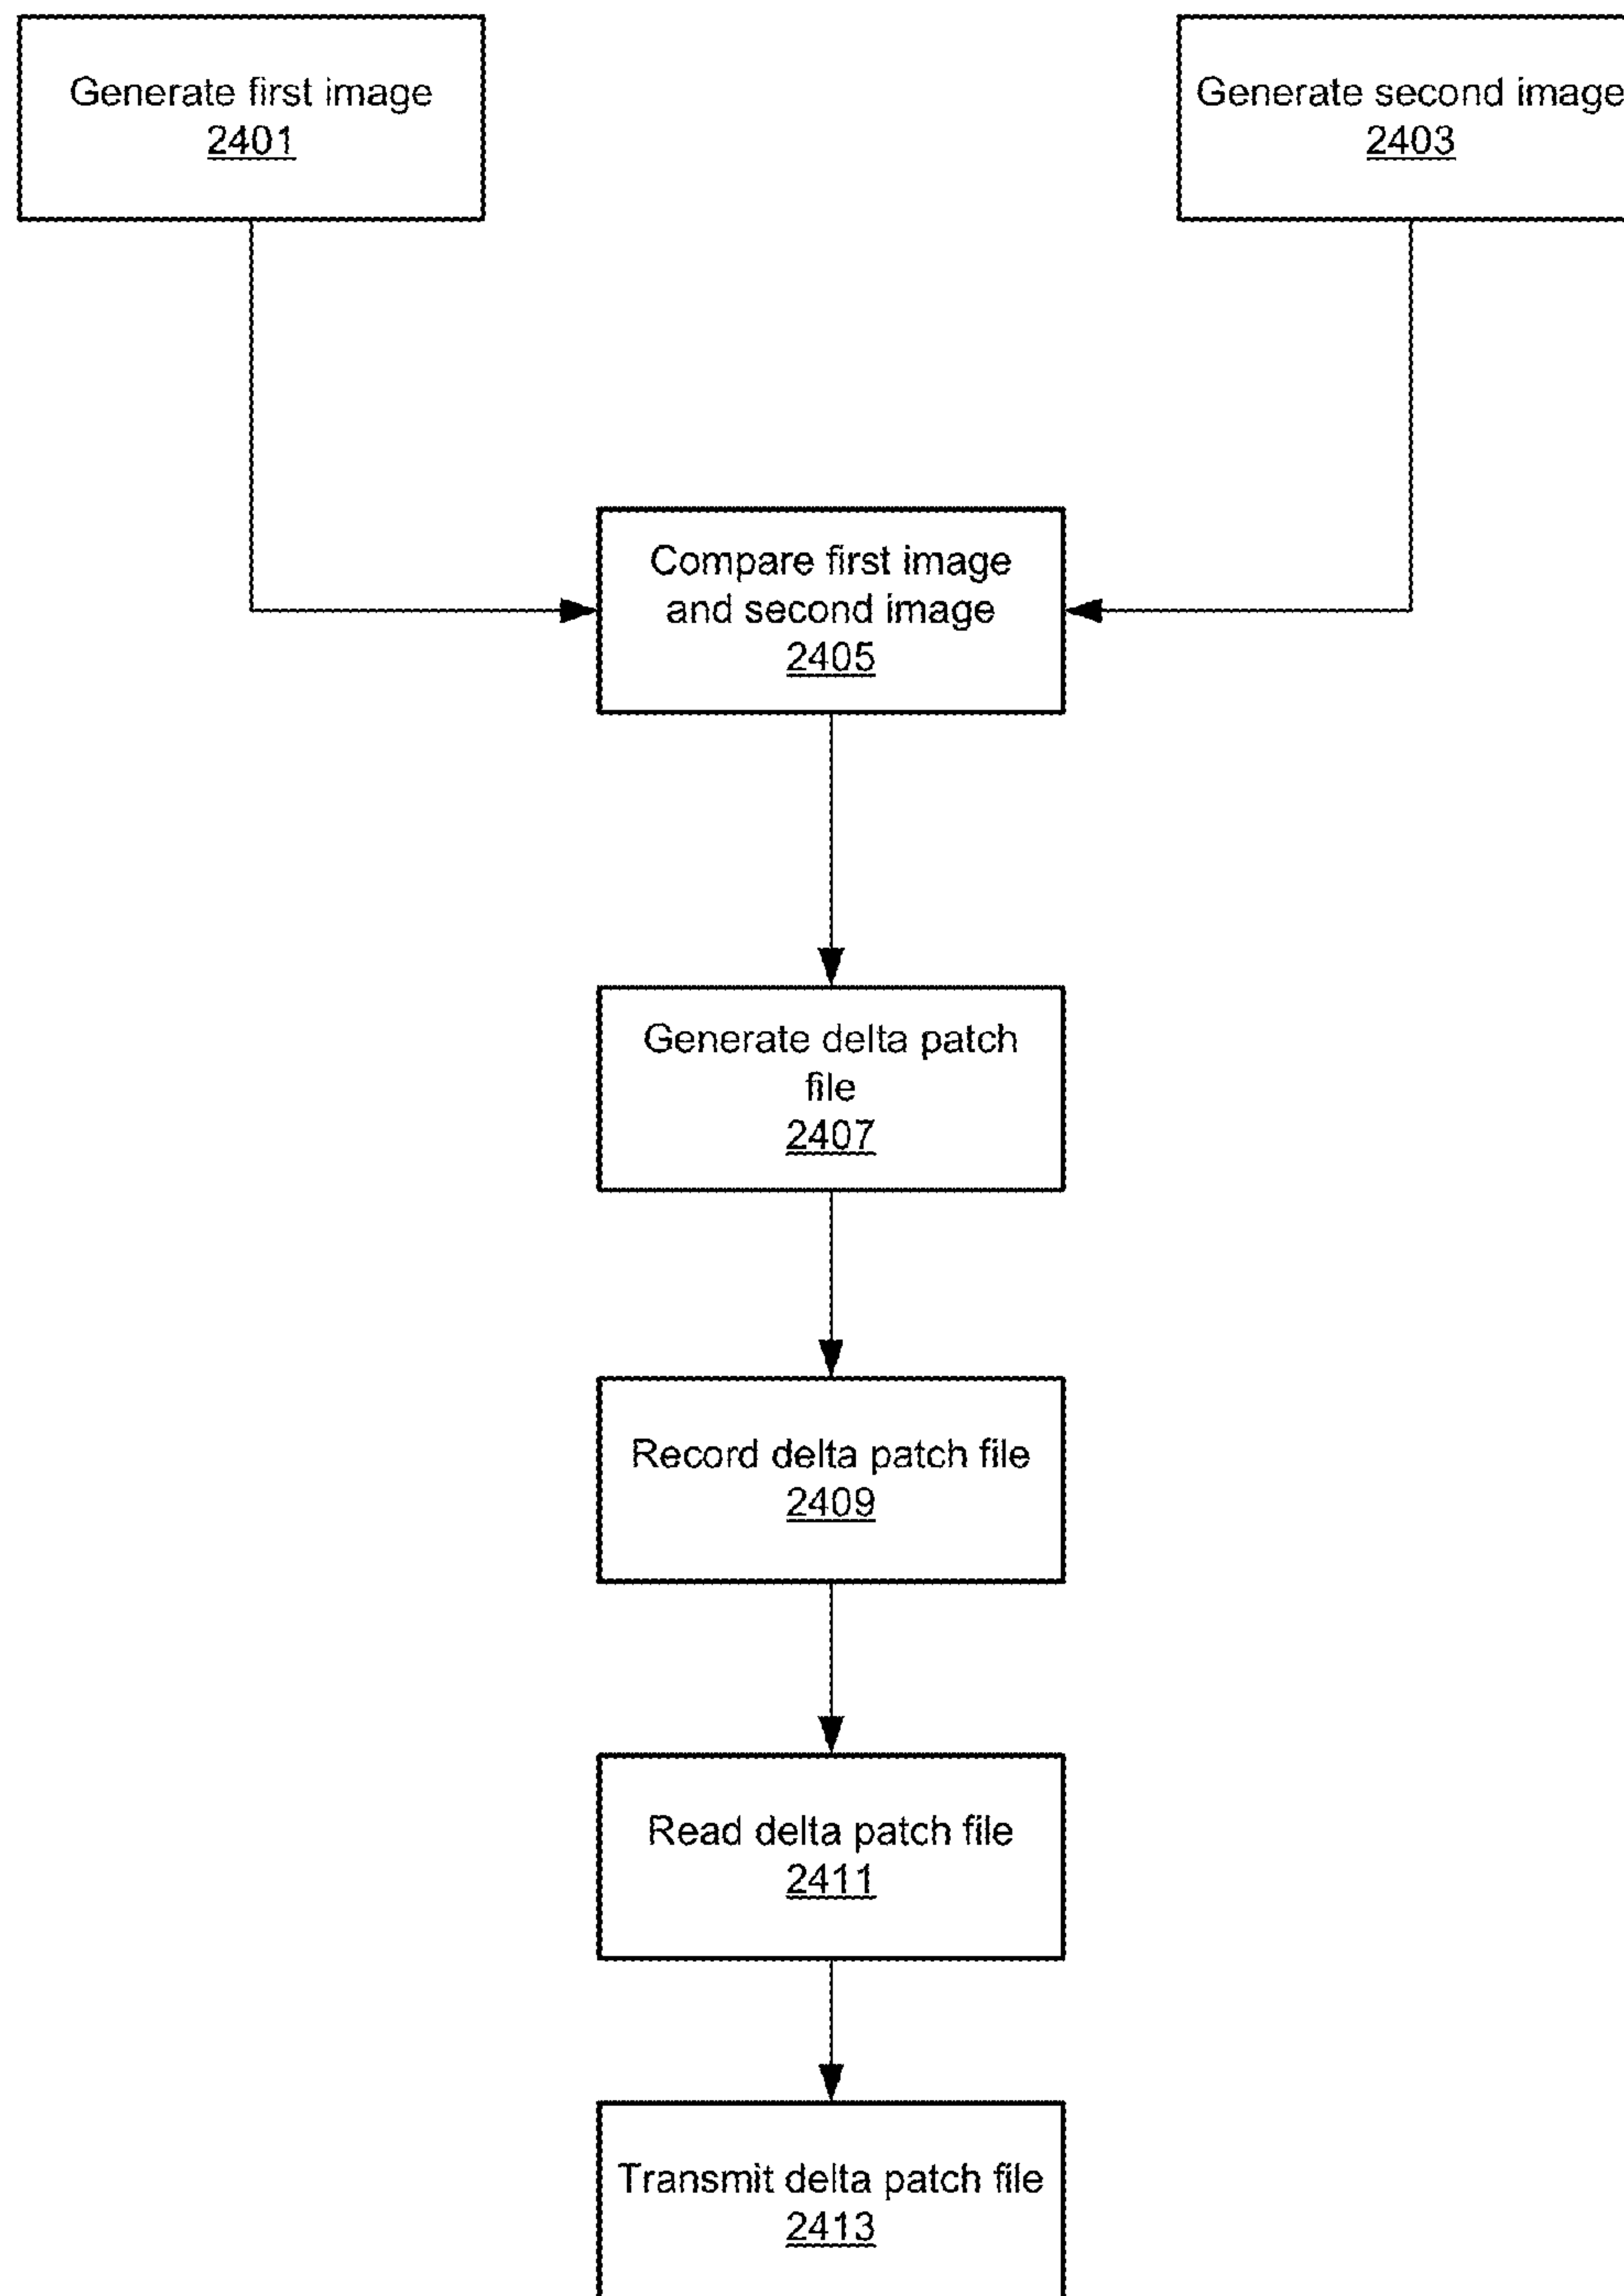 Generate first image
2401
Generate second image
2403
Compare first image
and second image
2405
Generate delta patch
file
2407
Record delta patch file
2409
Read delta patch file
2411
Transmit delta patch file
2413